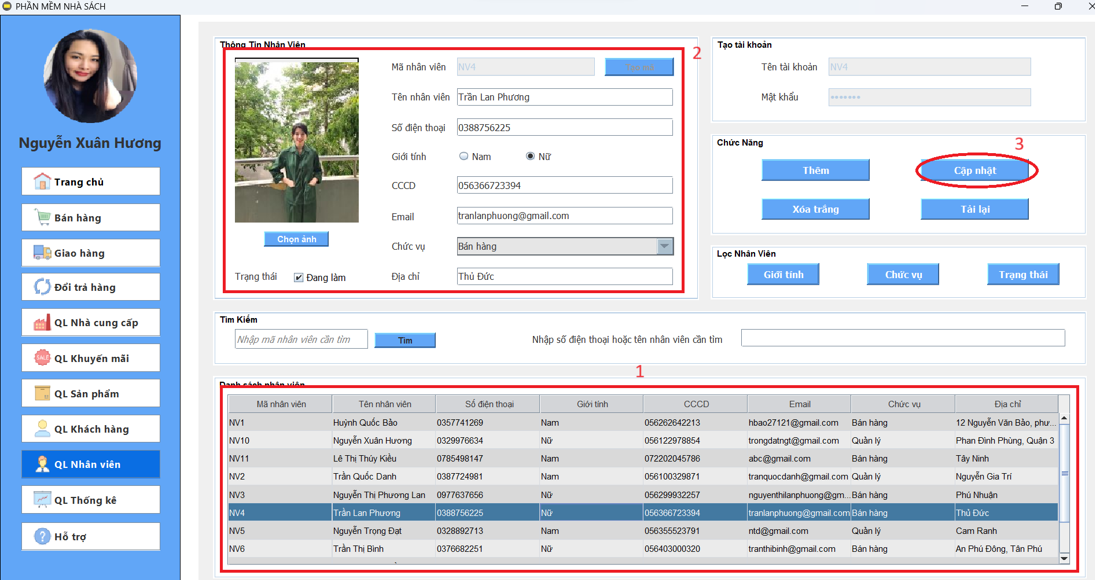 PHẦN MỀM NHÀ SÁCH
Nguyễn Xuân Hương
Trang chủ
Bán hàng
Giao hàng
Đổi trả hàng
QL Nhà cung cấp
QL Khuyến mãi
QL Sản phẩm
QL Khách hàng
QL Nhân viên
QL Thống kê
Hỗ trợ
Thông Tin Nhân Viên
2
Mã nhân viên NV4
Tên nhân viên Trần Lan Phương
Số điện thoại 0388756225
Giới tính Nam Nữ
CCCD 056366723394
Email tranlanphuong@gmail.com
Chọn ảnh
Chức vụ Bán hàng
Trạng thái Đang làm
Địa chỉ Thủ Đức
Tạo tài khoản
Tên tài khoản NV4
Mật khẩu
Chức Năng
3
Thêm Cập nhật
Xóa trắng Tải lại
Lọc Nhân Viên
Giới tính Chức vụ Trạng thái
Tìm Kiếm
Nhập mã nhân viên cần tìm Tìm Nhập số điện thoại hoặc tên nhân viên cần tìm
1
Danh sách nhân viên
Mã nhân viên Tên nhân viên Số điện thoại Giới tính CCCD Email Chức vụ Địa chỉ
NV1 Huỳnh Quốc Bảo 0357741269 Nam 056262642213 hbao27121@gmail.com Bán hàng 12 Nguyễn Văn Bảo, phư...
NV10 Nguyễn Xuân Hương 0329976634 Nữ 056122978854 trongdatngt@gmail.com Quản lý Phan Đình Phùng, Quận 3
NV11 Lê Thị Thúy Kiều 0785498147 Nam 072202045786 abc@gmail.com Bán hàng Tây Ninh
NV2 Trần Quốc Danh 0387724981 Nam 056100329871 tranquocdanh@gmail.com Quản lý Nguyễn Gia Trí
NV3 Nguyễn Thị Phương Lan 0977637656 Nữ 056299932257 nguyenthilanphuong@gm... Bán hàng Phú Nhuận
NV4 Trần Lan Phương 0388756225 Nữ 056366723394 tranlanphuong@gmail.com Bán hàng Thủ Đức
NV5 Nguyễn Trọng Đạt 0328892713 Nam 056355523791 ntd@gmail.com Quản lý Cam Ranh
NV6 Trần Thị Bình 0376682251 Nữ 056403000320 tranthibinh@gmail.com Bán hàng An Phú Đông, Tân Phú